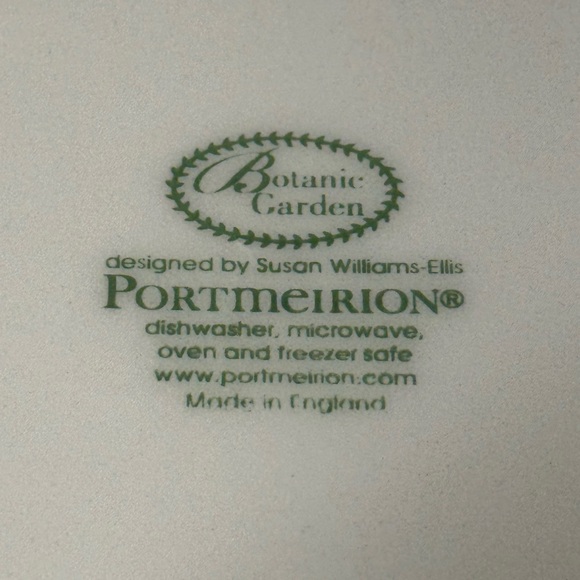 Botanic
Garden
designed by Susan Williams-Ellis
PORTMEIRION®
dishwasher, microwave,
oven and freezer safe
www.portmeirion.com
Made in England